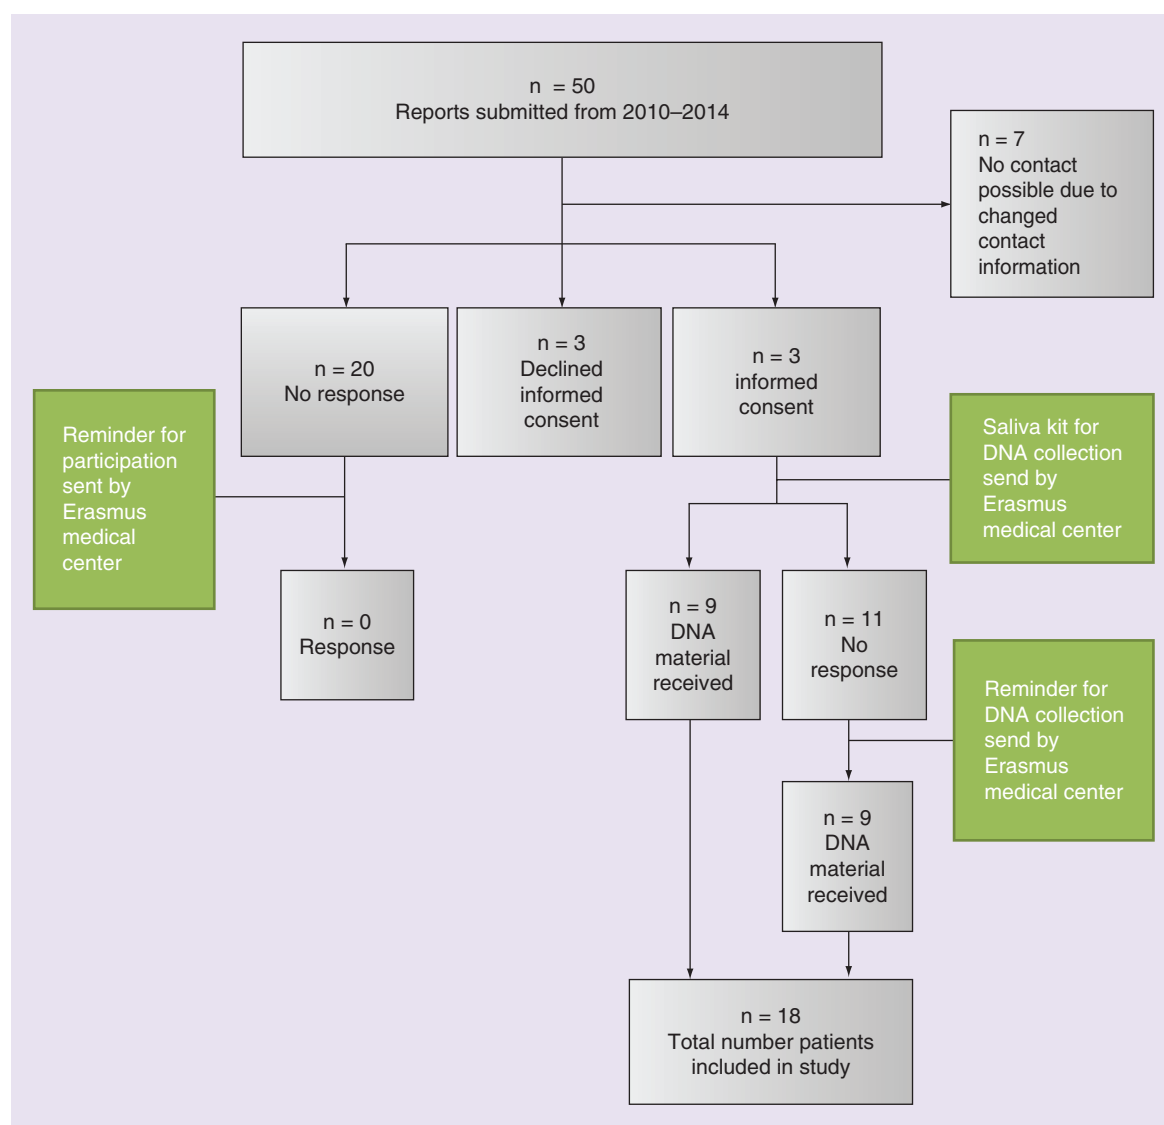 n = 50
Reports submitted from 2010–2014
n = 7
No contact
possible due to
changed
contact
information
n = 20
No response
n = 3
Declined
informed
consent
n = 3
informed
consent
Reminder for
participation
sent by
Erasmus
medical
center
Saliva kit for
DNA collection
send by
Erasmus
medical center
n = 0
Response
n = 9
DNA
material
received
n = 11
No
response
Reminder for
DNA collection
send by
Erasmus
medical center
n = 9
DNA
material
received
n = 18
Total number patients
included in study